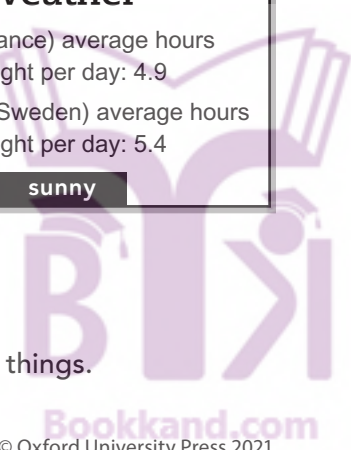 ance) average hours
ght per day: 4.9
Sweden) average hours
ght per day: 5.4
sunny
things.
Bookkand.com
© Oxford University Press 2021